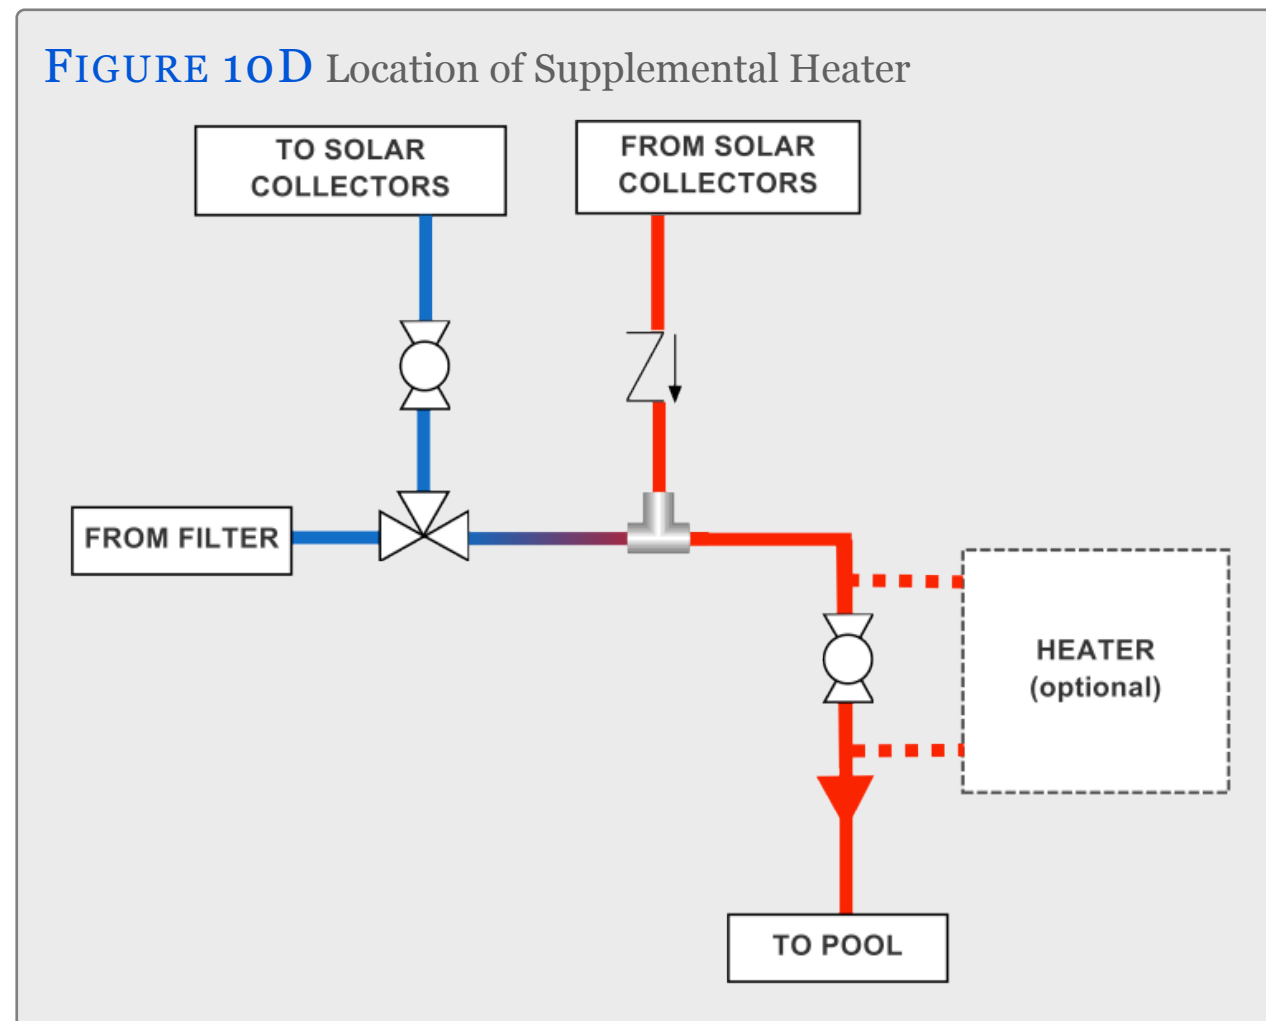 FIGURE 10D Location of Supplemental Heater
TO SOLAR
COLLECTORS
FROM SOLAR
COLLECTORS
FROM FILTER
HEATER
(optional)
TO POOL